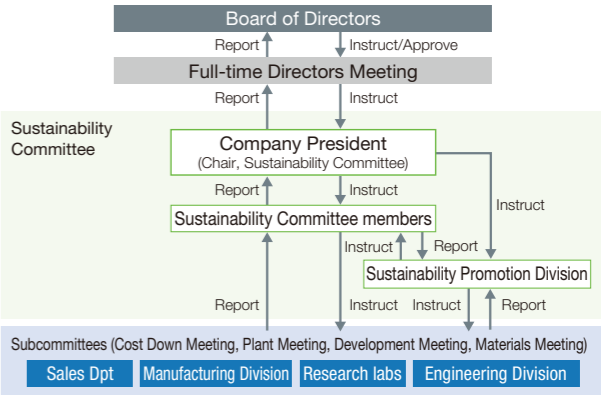 Board of Directors
Report
Instruct/Approve
Full-time Directors Meeting
Report
Instruct
Sustainability
Committee
Company President
(Chair, Sustainability Committee)
Report
Instruct
Instruct
Sustainability Committee members
Instruct
Report
Sustainability Promotion Division
Report
Instruct
Instruct
Report
Subcommittees (Cost Down Meeting, Plant Meeting, Development Meeting, Materials Meeting)
Sales Dpt
Manufacturing Division
Research labs
Engineering Division